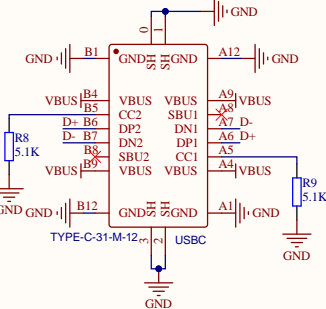 0 1 GND
GND B1 GND SH SH GND A12 GND
VBUS B4 VBUS VBUS A9 VBUS
B5 CC2 SBU1 A8
D+ B6 DP2 DN1 A7 D-
D- B7 DN2 DP1 A6 D+
R8
5.1K
B8 SBU2 CC1 A5
VBUS B9 VBUS VBUS A4 VBUS
R9
5.1K
GND GND B12 GND SH SH GND A1 GND
TYPE-C-31-M-12 3 2 USBC
GND
GND